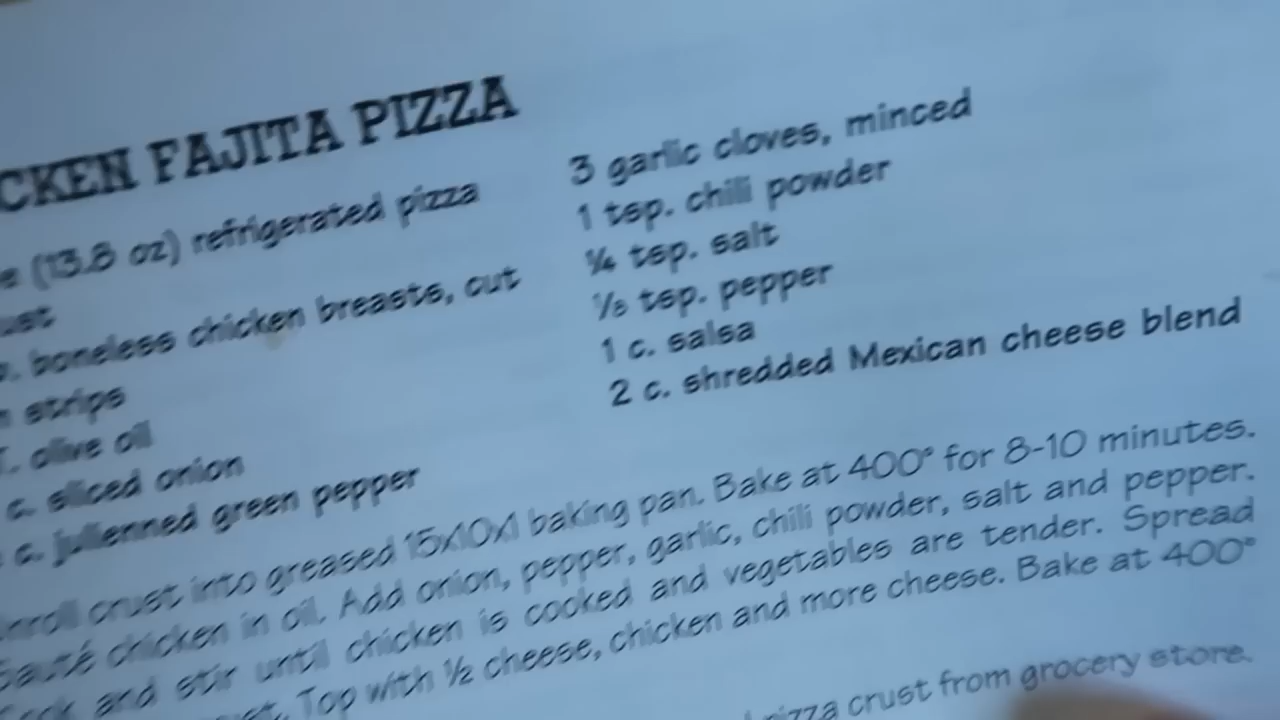 CKEN FAJITA PIZZA
(13.8 oz) refrigerated pizza
boneless chicken breasts, cut
strips
olive oil
c. sliced onion
c. julienned green pepper
3 garlic cloves, minced
1 tsp. chili powder
¼ tsp. salt
⅛ tsp. pepper
1 c. salsa
2 c. shredded Mexican cheese blend
crust into greased 15x10x1 baking pan. Bake at 400° for 8-10 minutes.
Sauté chicken in oil. Add onion, pepper, garlic, chili powder, salt and pepper.
and stir until chicken is cooked and vegetables are tender. Spread
Top with ½ cheese, chicken and more cheese. Bake at 400°
pizza crust from grocery store.